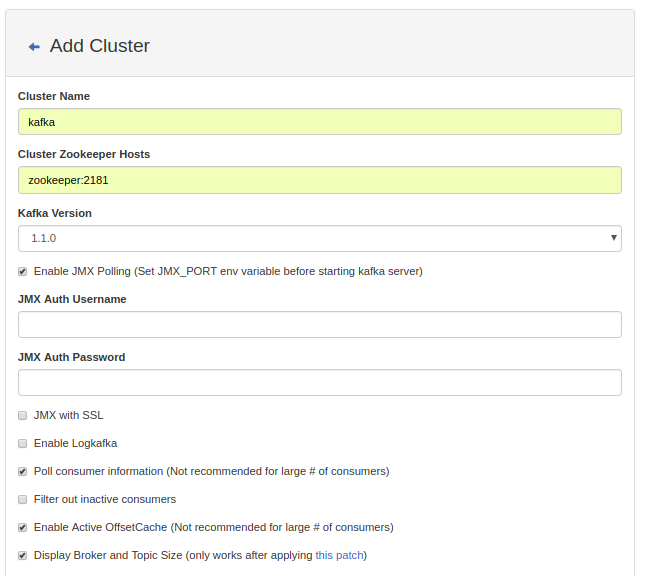 Add Cluster
Cluster Name
kafka
Cluster Zookeeper Hosts
zookeeper:2181
Kafka Version
1.1.0
Enable JMX Polling (Set JMX_PORT env variable before starting kafka server)
JMX Auth Username
JMX Auth Password
JMX with SSL
Enable Logkafka
Poll consumer information (Not recommended for large # of consumers)
Filter out inactive consumers
Enable Active OffsetCache (Not recommended for large # of consumers)
Display Broker and Topic Size (only works after applying this patch)